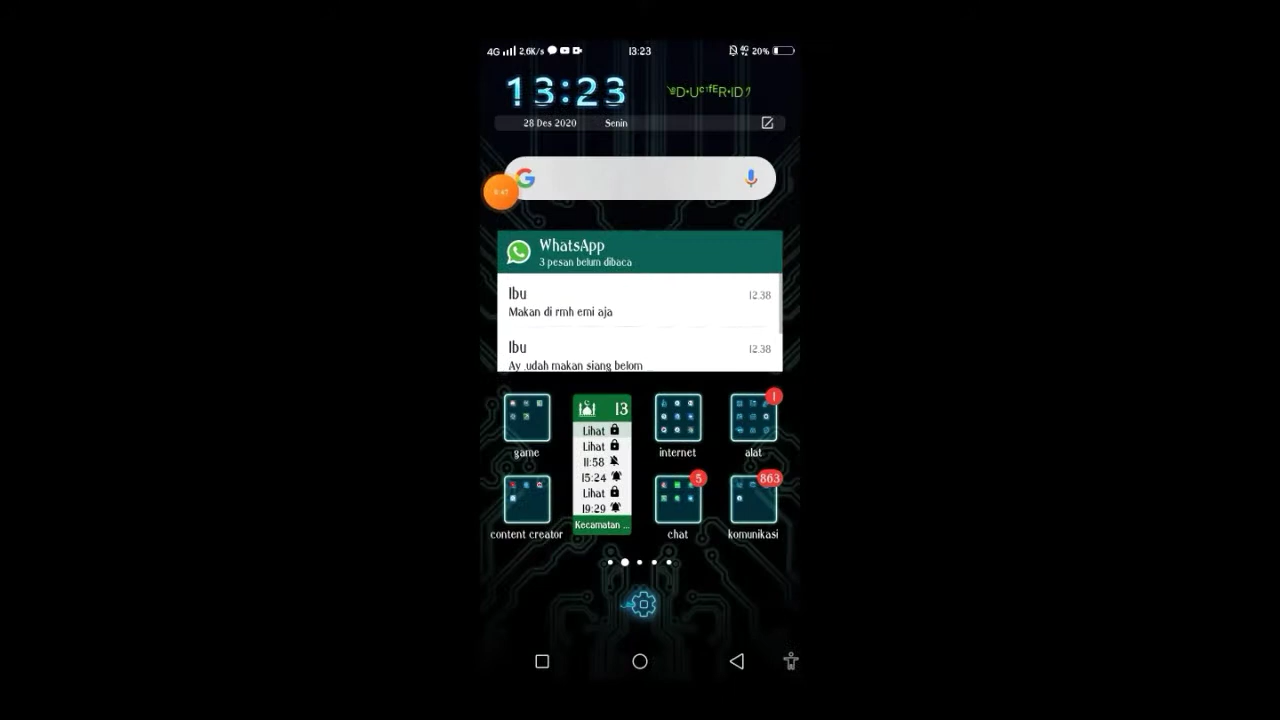 4G 2,6K/s 13:23 4G 20%
13:23
28 Des 2020 Senin
WhatsApp
3 pesan belum dibaca
Ibu 12.38
Makan di rmh emi aja
Ibu 12.38
Ay ,udah makan siang belom
13
1
Lihat
Lihat
11:58
15:24
Lihat
19:29
Kecamatan ...
game
internet
alat
5
863
content creator
chat
komunikasi